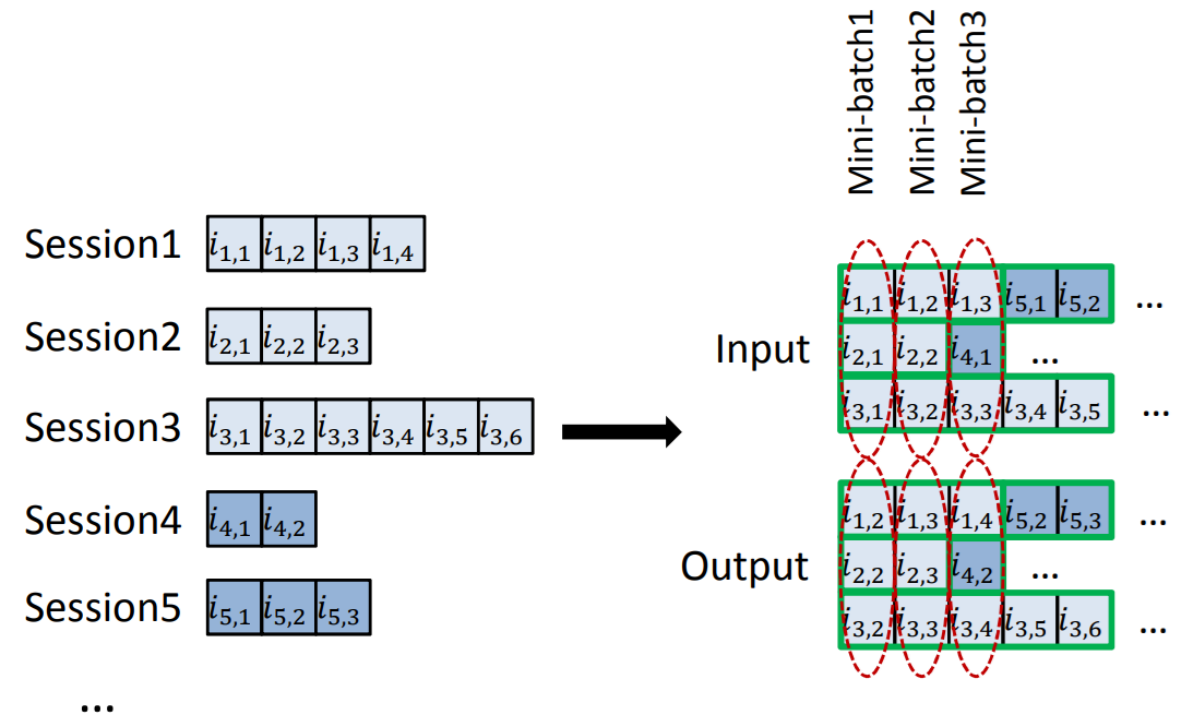 Mini-batch1
Mini-batch2
Mini-batch3
Session1 i1,1 i1,2 i1,3 i1,4
Session2 i2,1 i2,2 i2,3
Session3 i3,1 i3,2 i3,3 i3,4 i3,5 i3,6
Session4 i4,1 i4,2
Session5 i5,1 i5,2 i5,3
...
Input
i1,1 i1,2 i1,3 i5,1 i5,2 ...
i2,1 i2,2 i4,1 ...
i3,1 i3,2 i3,3 i3,4 i3,5 ...
Output
i1,2 i1,3 i1,4 i5,2 i5,3 ...
i2,2 i2,3 i4,2 ...
i3,2 i3,3 i3,4 i3,5 i3,6 ...